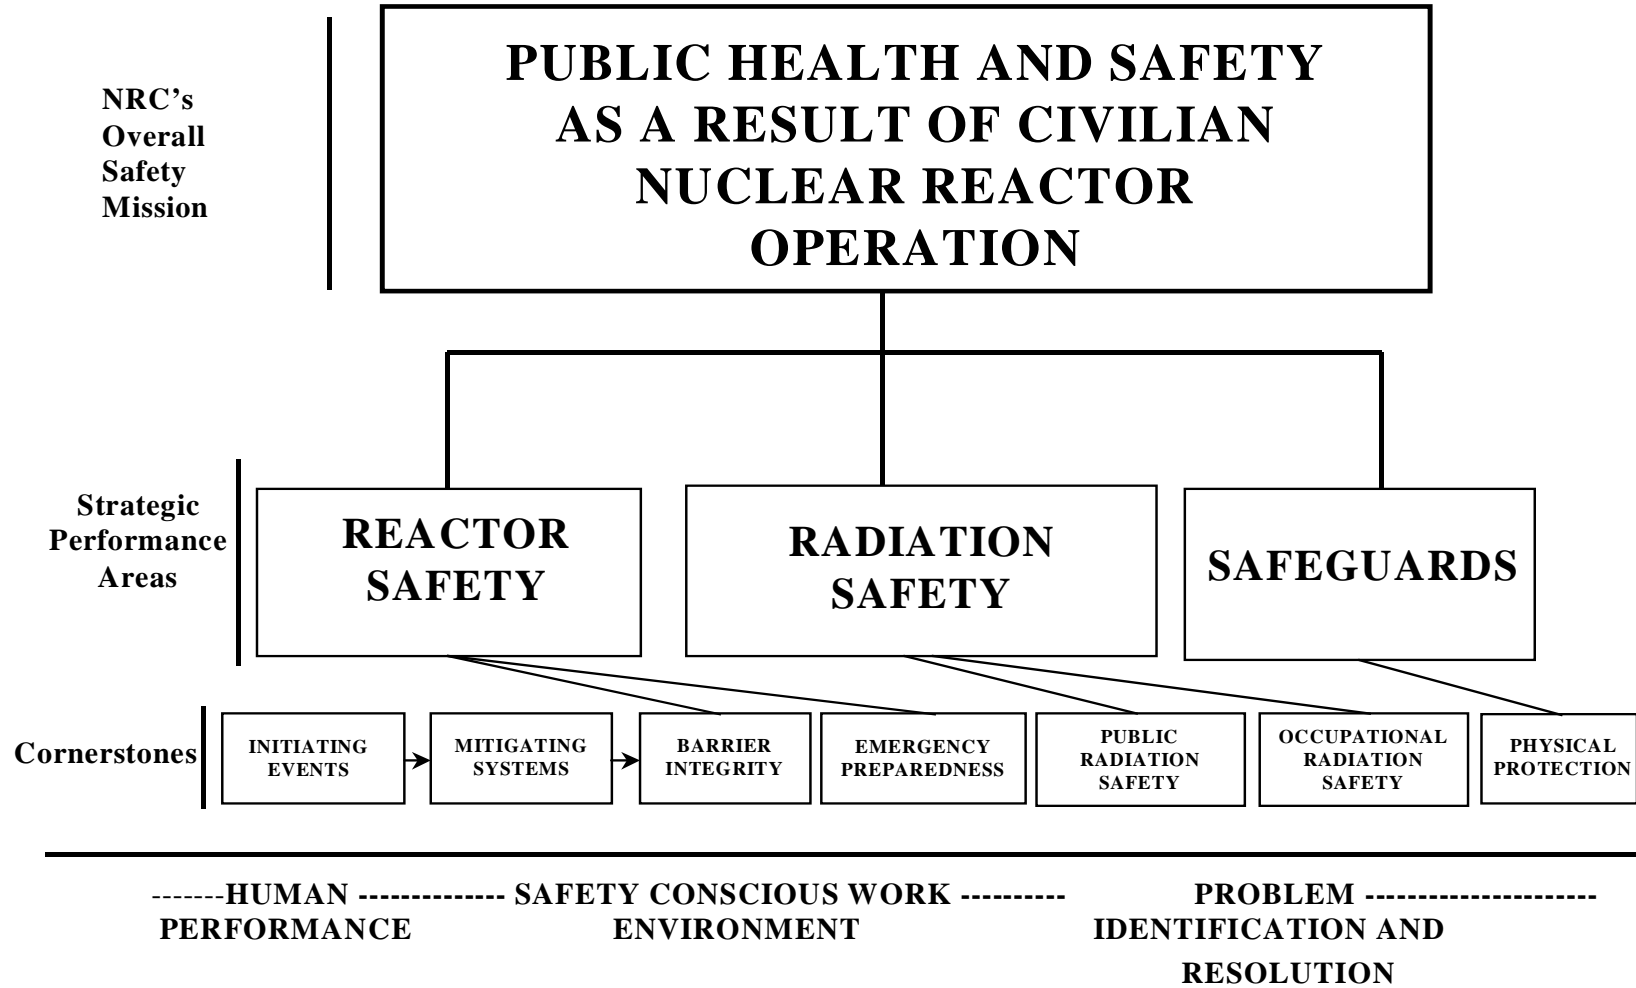 NRC’s
Overall
Safety
Mission
PUBLIC HEALTH AND SAFETY
AS A RESULT OF CIVILIAN
NUCLEAR REACTOR
OPERATION
Strategic
Performance
Areas
REACTOR
SAFETY
RADIATION
SAFETY
SAFEGUARDS
Cornerstones
INITIATING
EVENTS
MITIGATING
SYSTEMS
BARRIER
INTEGRITY
EMERGENCY
PREPAREDNESS
PUBLIC
RADIATION
SAFETY
OCCUPATIONAL
RADIATION
SAFETY
PHYSICAL
PROTECTION
-------HUMAN -------------- SAFETY CONSCIOUS WORK ---------- PROBLEM ----------------------
PERFORMANCE ENVIRONMENT IDENTIFICATION AND
RESOLUTION